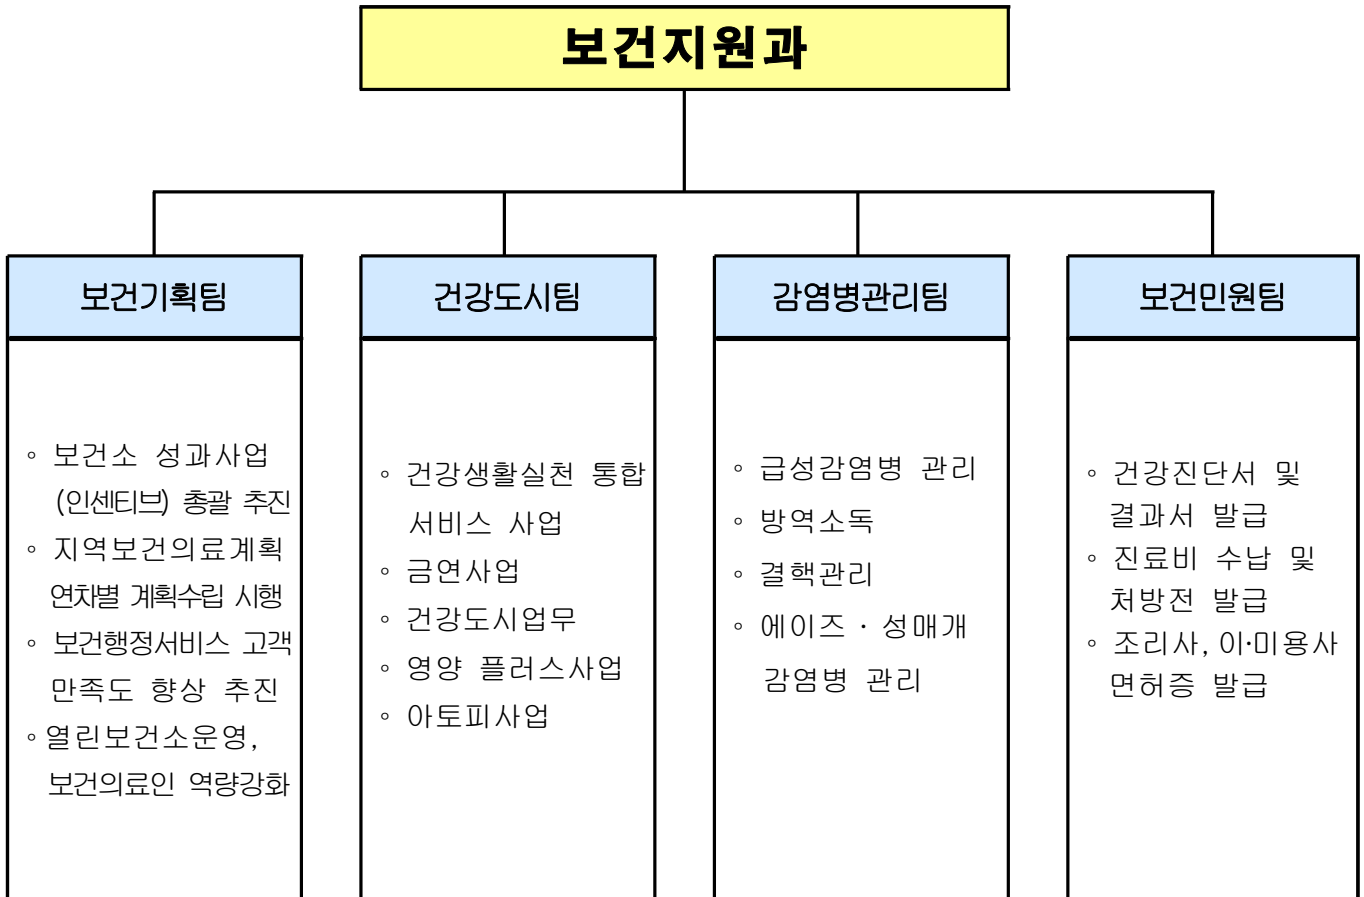 보건지원과
보건기획팀
◦ 보건소 성과사업
(인센티브) 총괄 추진
◦ 지역보건의료계획
연차별 계획수립 시행
◦ 보건행정서비스 고객
만족도 향상 추진
◦ 열린보건소운영,
보건의료인 역량강화
건강도시팀
◦ 건강생활실천 통합
서비스 사업
◦ 금연사업
◦ 건강도시업무
◦ 영양 플러스사업
◦ 아토피사업
감염병관리팀
◦ 급성감염병 관리
◦ 방역소독
◦ 결핵관리
◦ 에이즈 · 성매개
감염병 관리
보건민원팀
◦ 건강진단서 및
결과서 발급
◦ 진료비 수납 및
처방전 발급
◦ 조리사, 이·미용사
면허증 발급